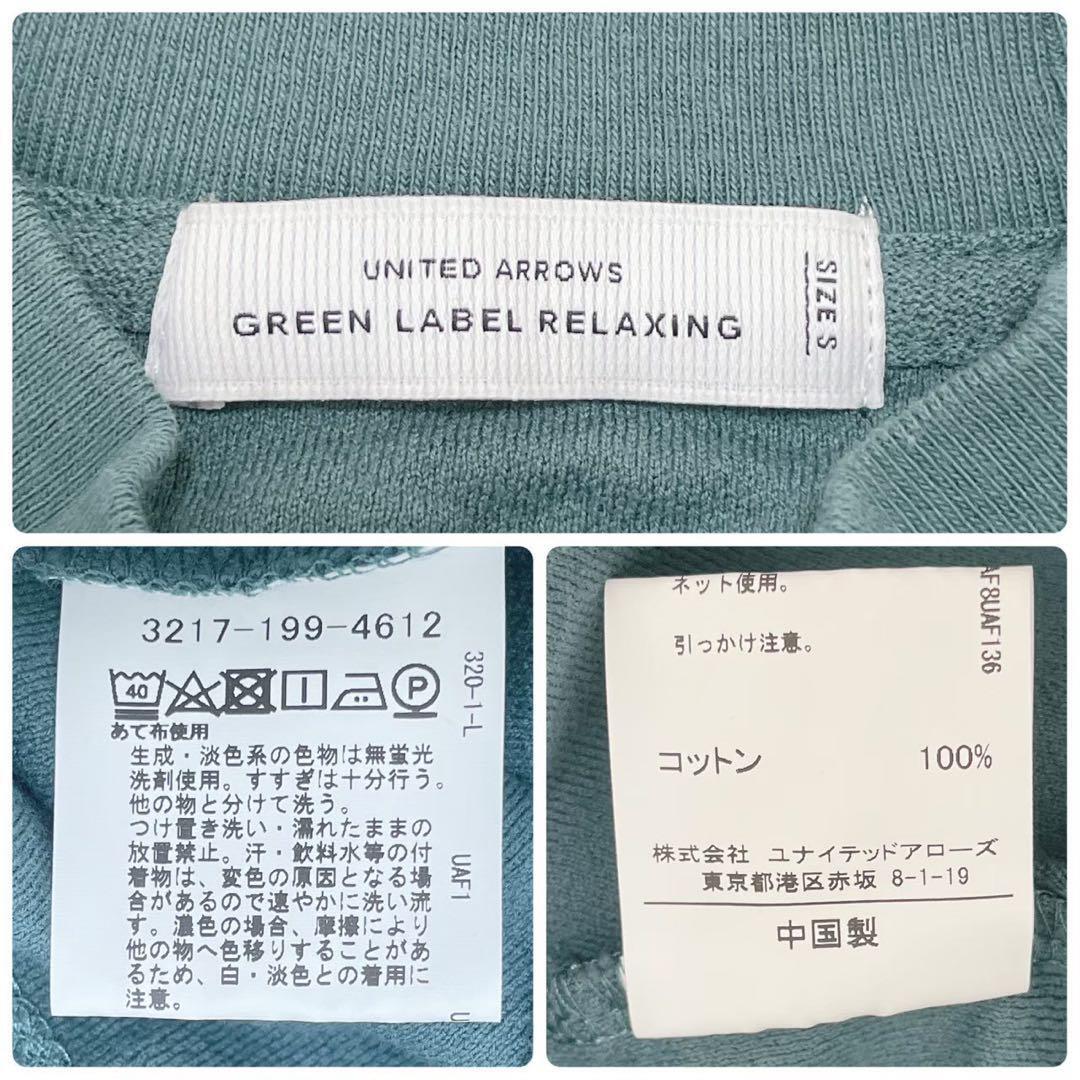 UNITED ARROWS
GREEN LABEL RELAXING
SIZE S
3217-199-4612
40
P
あて布使用
生成・淡色系の色物は無蛍光
洗剤使用。すすぎは十分行う。
他の物と分けて洗う。
つけ置き洗い・濡れたままの
放置禁止。汗・飲料水等の付
着物は、変色の原因となる場
合があるので速やかに洗い流
す。濃色の場合、摩擦により
他の物へ色移りすることがあ
るため、白・淡色との着用に
注意。
320-1-L
UAF1
ネット使用。
引っかけ注意。
AF8UAF136
コットン 100%
株式会社 ユナイテッドアローズ
東京都港区赤坂 8-1-19
中国製